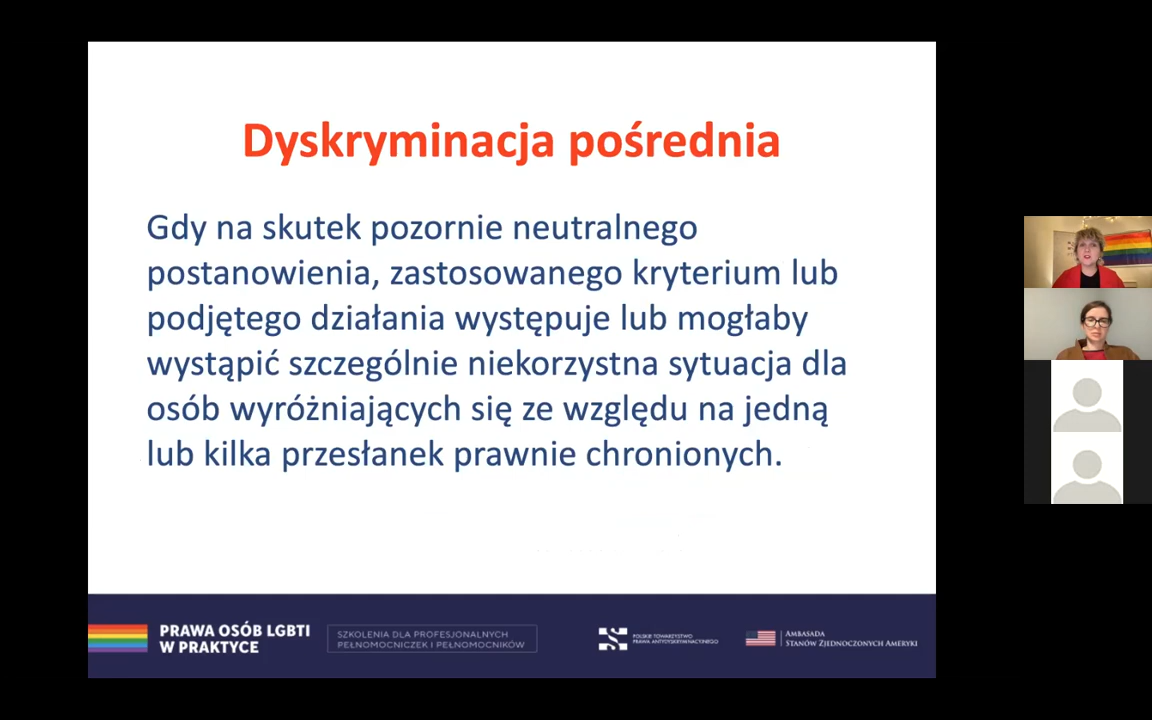 Dyskryminacja pośrednia
Gdy na skutek pozornie neutralnego
postanowienia, zastosowanego kryterium lub
podjętego działania występuje lub mogłaby
wystąpić szczególnie niekorzystna sytuacja dla
osób wyróżniających się ze względu na jedną
lub kilka przesłanek prawnie chronionych.
PRAWA OSÓB LGBTI
W PRAKTYCE
SZKOLENIA DLA PROFESJONALNYCH
PEŁNOMOCNICZEK I PEŁNOMOCNIKÓW
POLSKIE TOWARZYSTWO
PRAWA ANTYDYSKRYMINACYJNEGO
AMBASADA
STANÓW ZJEDNOCZONYCH AMERYKI